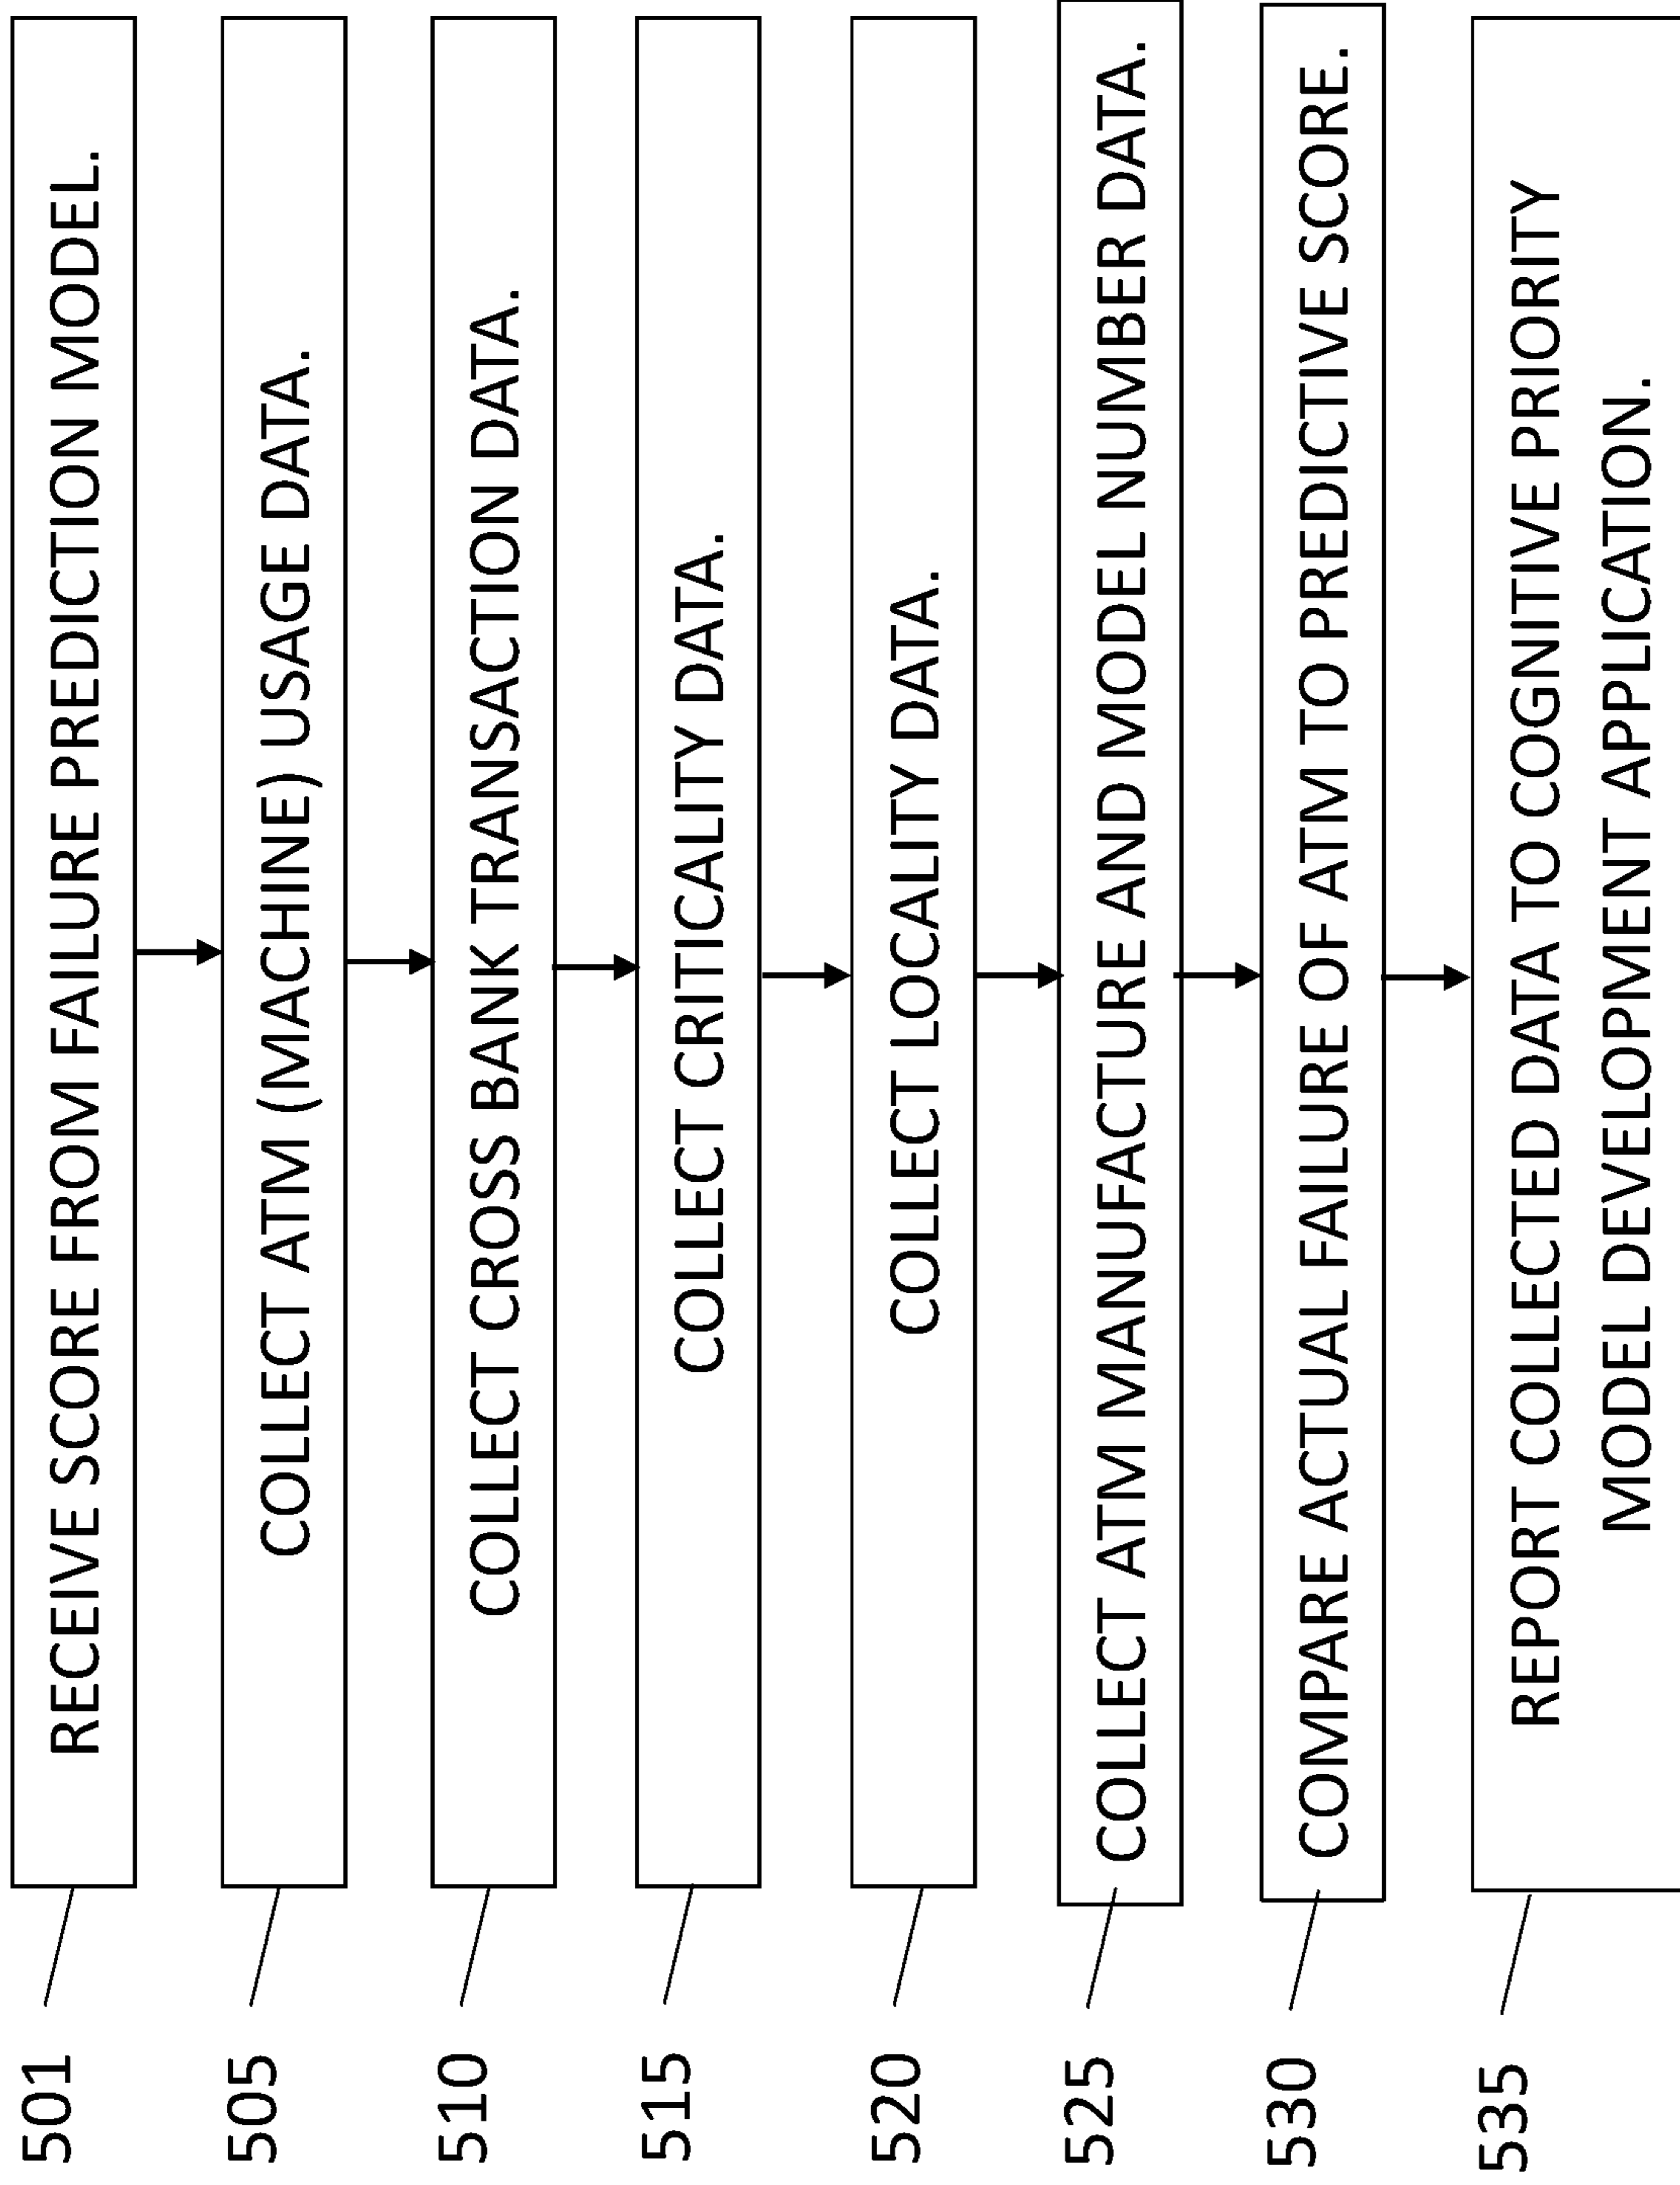 501
RECEIVE SCORE FROM FAILURE PREDICTION MODEL.
505
COLLECT ATM (MACHINE) USAGE DATA.
510
COLLECT CROSS BANK TRANSACTION DATA.
515
COLLECT CRITICALITY DATA.
520
COLLECT LOCALITY DATA.
525
COLLECT ATM MANUFACTURE AND MODEL NUMBER DATA.
530
COMPARE ACTUAL FAILURE OF ATM TO PREDICTIVE SCORE.
535
REPORT COLLECTED DATA TO COGNITIVE PRIORITY
MODEL DEVELOPMENT APPLICATION.